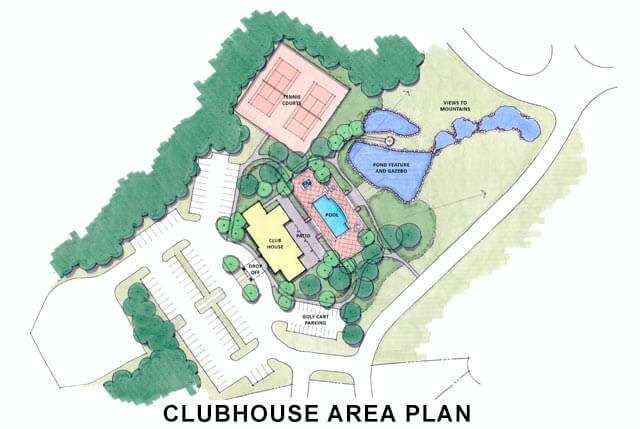 TENNIS
COURTS
VIEWS TO
MOUNTAINS
POND FEATURE
AND GAZEBO
POOL
PATIO
CLUB
HOUSE
DROP
OFF
GOLF CART
PARKING
CLUBHOUSE AREA PLAN